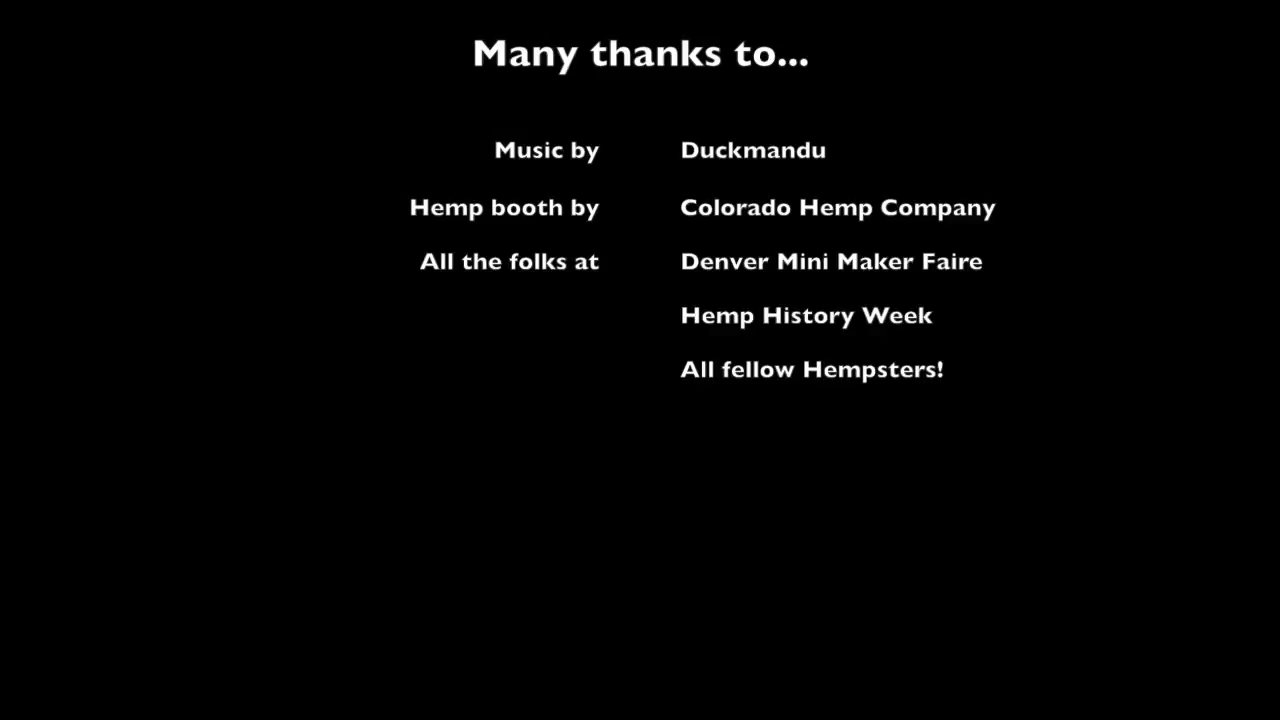 Many thanks to...
Music by Duckmandu
Hemp booth by Colorado Hemp Company
All the folks at Denver Mini Maker Faire
Hemp History Week
All fellow Hempsters!